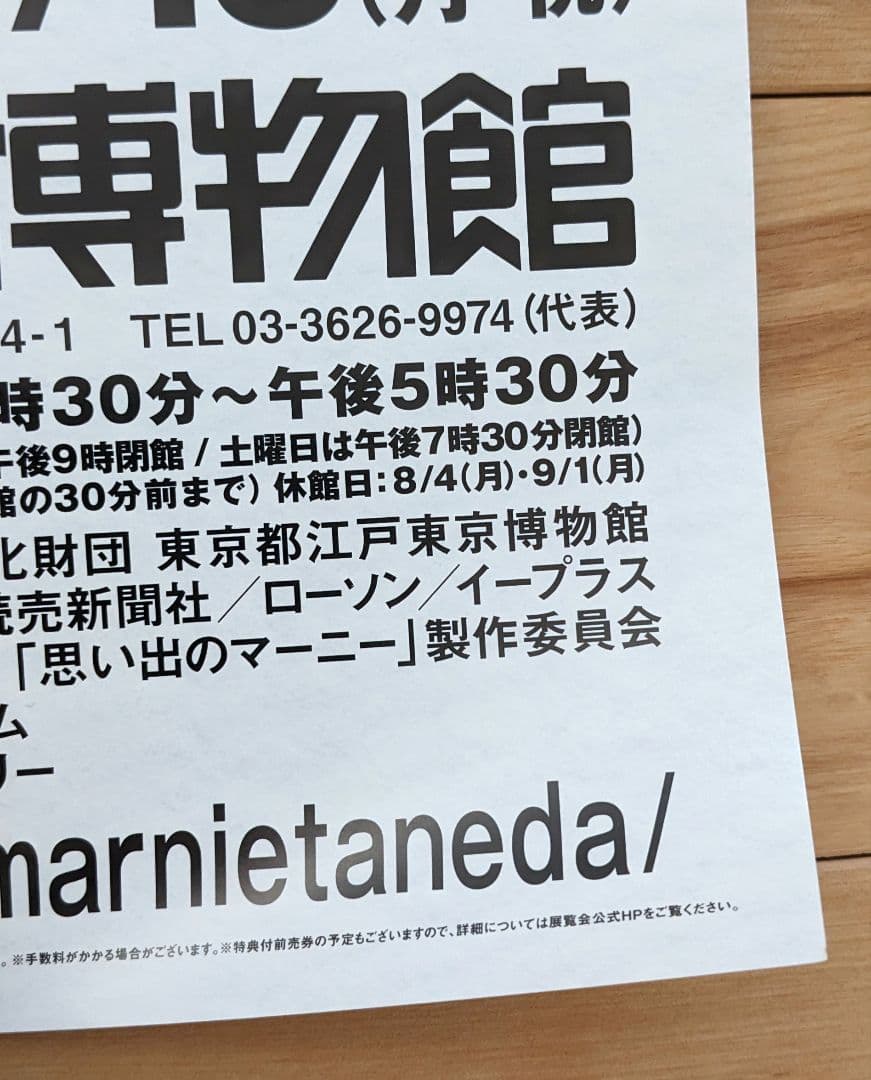 博物館
4-1 TEL 03-3626-9974(代表)
時30分〜午後5時30分
午後9時閉館 / 土曜日は午後7時30分閉館)
館の30分前まで) 休館日:8/4(月)・9/1(月)
化財団 東京都江戸東京博物館
読売新聞社/ローソン/イープラス
「思い出のマーニー」製作委員会
ム
リー
marnietaneda/
。※手数料がかかる場合がございます。※特典付前売券の予定もございますので、詳細については展覧会公式HPをご覧ください。